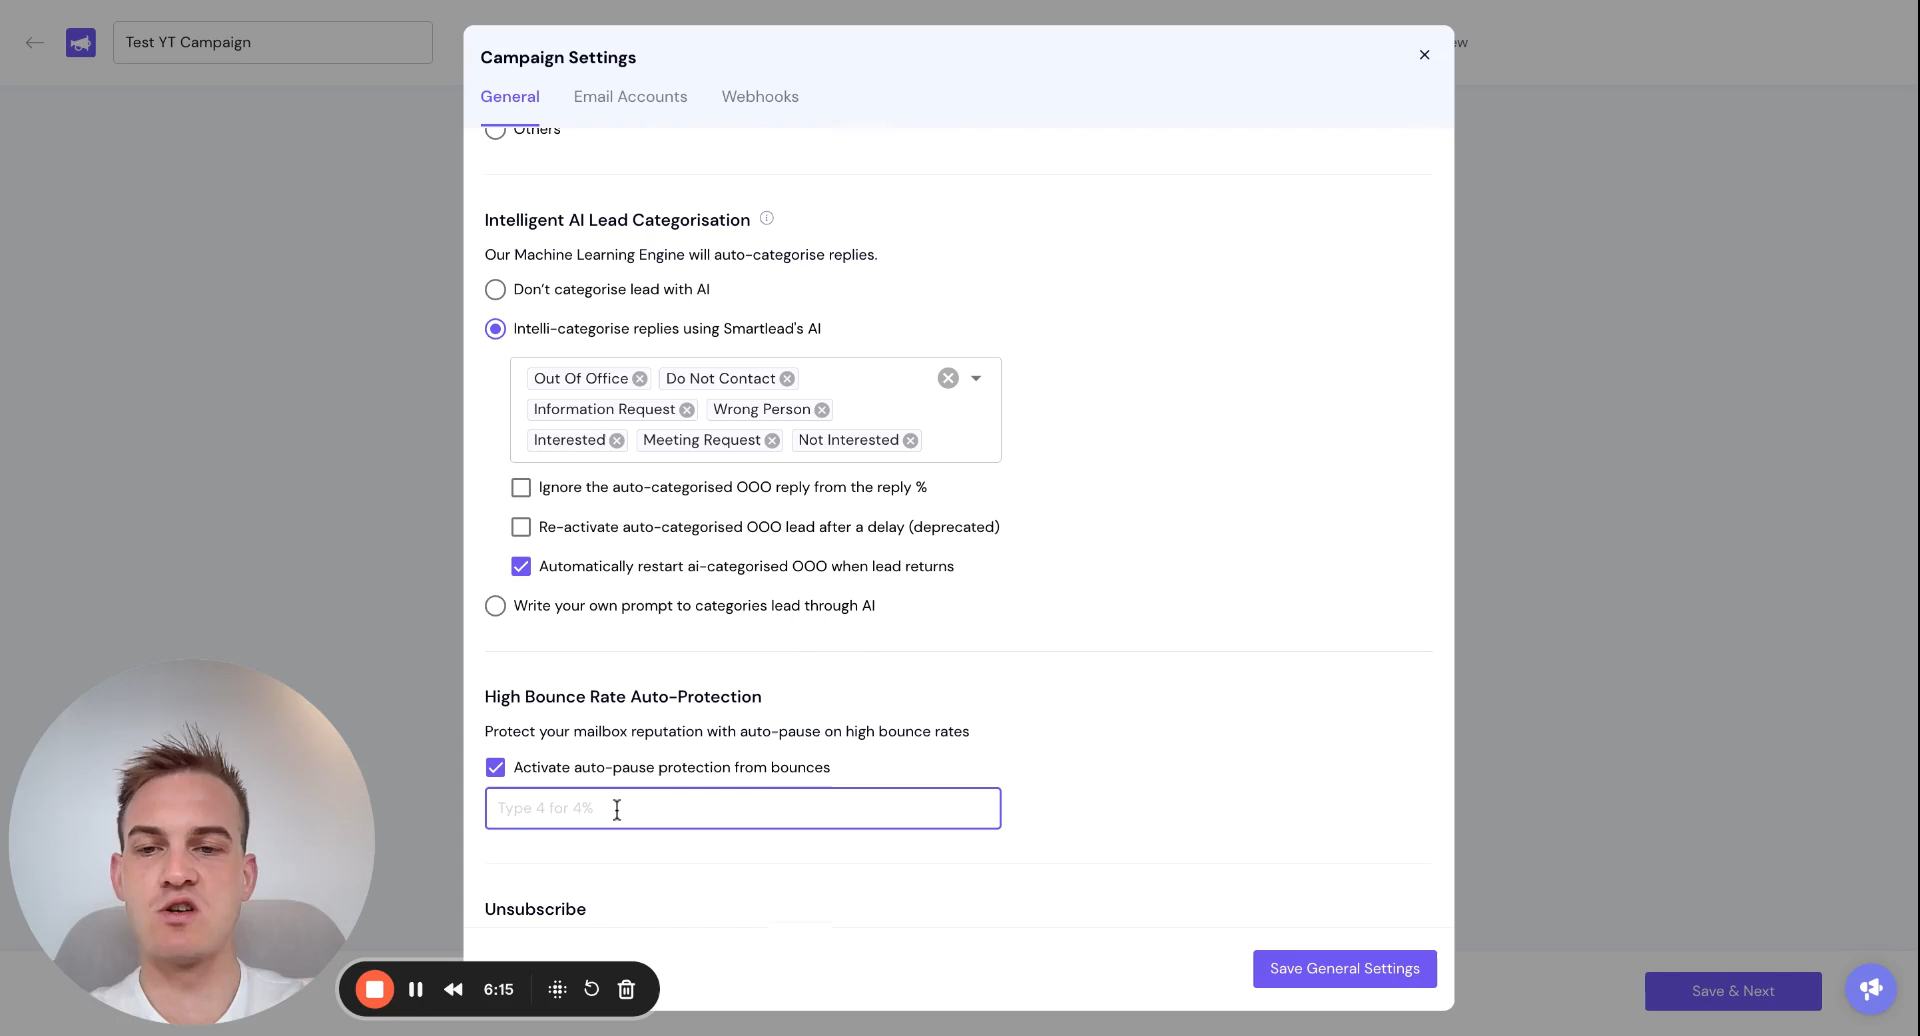 Test YT Campaign
ew
Campaign Settings
General
Email Accounts
Webhooks
Others
Intelligent AI Lead Categorisation
Our Machine Learning Engine will auto-categorise replies.
Don't categorise lead with AI
Intelli-categorise replies using Smartlead's AI
Out Of Office
Do Not Contact
Information Request
Wrong Person
Interested
Meeting Request
Not Interested
Ignore the auto-categorised OOO reply from the reply %
Re-activate auto-categorised OOO lead after a delay (deprecated)
Automatically restart ai-categorised OOO when lead returns
Write your own prompt to categories lead through AI
High Bounce Rate Auto-Protection
Protect your mailbox reputation with auto-pause on high bounce rates
Activate auto-pause protection from bounces
Type 4 for 4%
Unsubscribe
Save General Settings
6:15
Save & Next